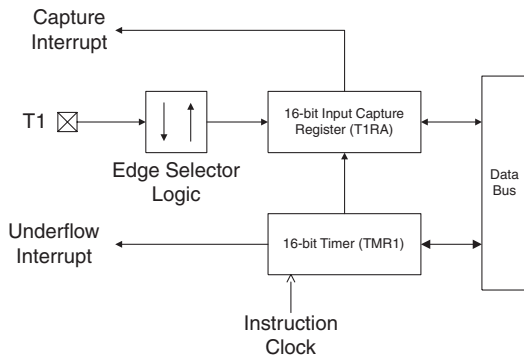 Capture
Interrupt
T1
16-bit Input Capture
Register (T1RA)
Edge Selector
Logic
Data
Bus
Underflow
Interrupt
16-bit Timer (TMR1)
Instruction
Clock